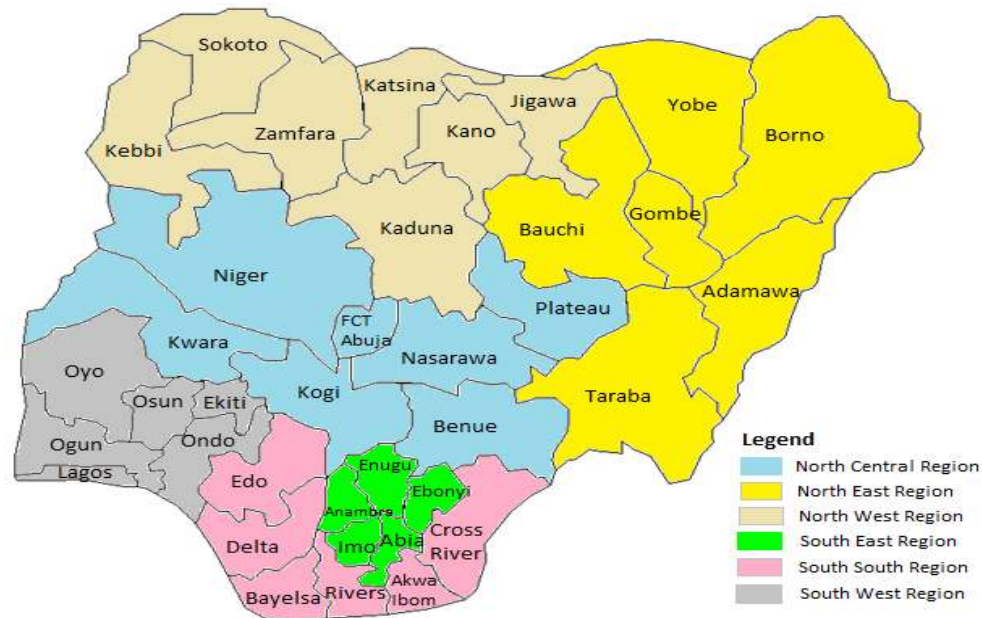 Sokoto
Katsina
Jigawa
Yobe
Kano
Zamfara
Borno
Kebbi
Gombe
Kaduna
Bauchi
Niger
Adamawa
Plateau
FCT
Abuja
Kwara
Nasarawa
Oyo
Kogi
Taraba
Osun
Ekiti
Benue
Ogun
Ondo
Lagos
Enugu
Edo
Ebonyi
Anambra
Cross
River
Delta
Imo
Abia
Akwa
Ibom
Bayelsa
Rivers
Legend
North Central Region
North East Region
North West Region
South East Region
South South Region
South West Region